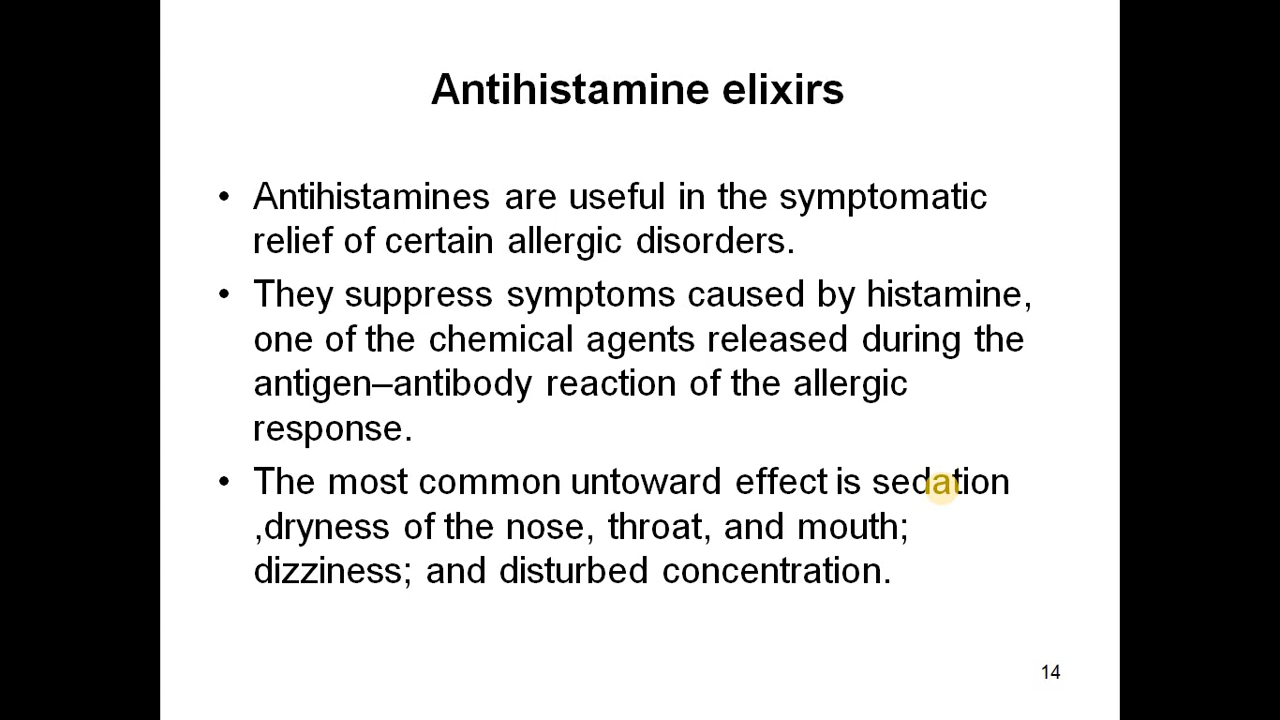 Antihistamine elixirs
• Antihistamines are useful in the symptomatic
relief of certain allergic disorders.
• They suppress symptoms caused by histamine,
one of the chemical agents released during the
antigen–antibody reaction of the allergic
response.
• The most common untoward effect is sedation
,dryness of the nose, throat, and mouth;
dizziness; and disturbed concentration.
14